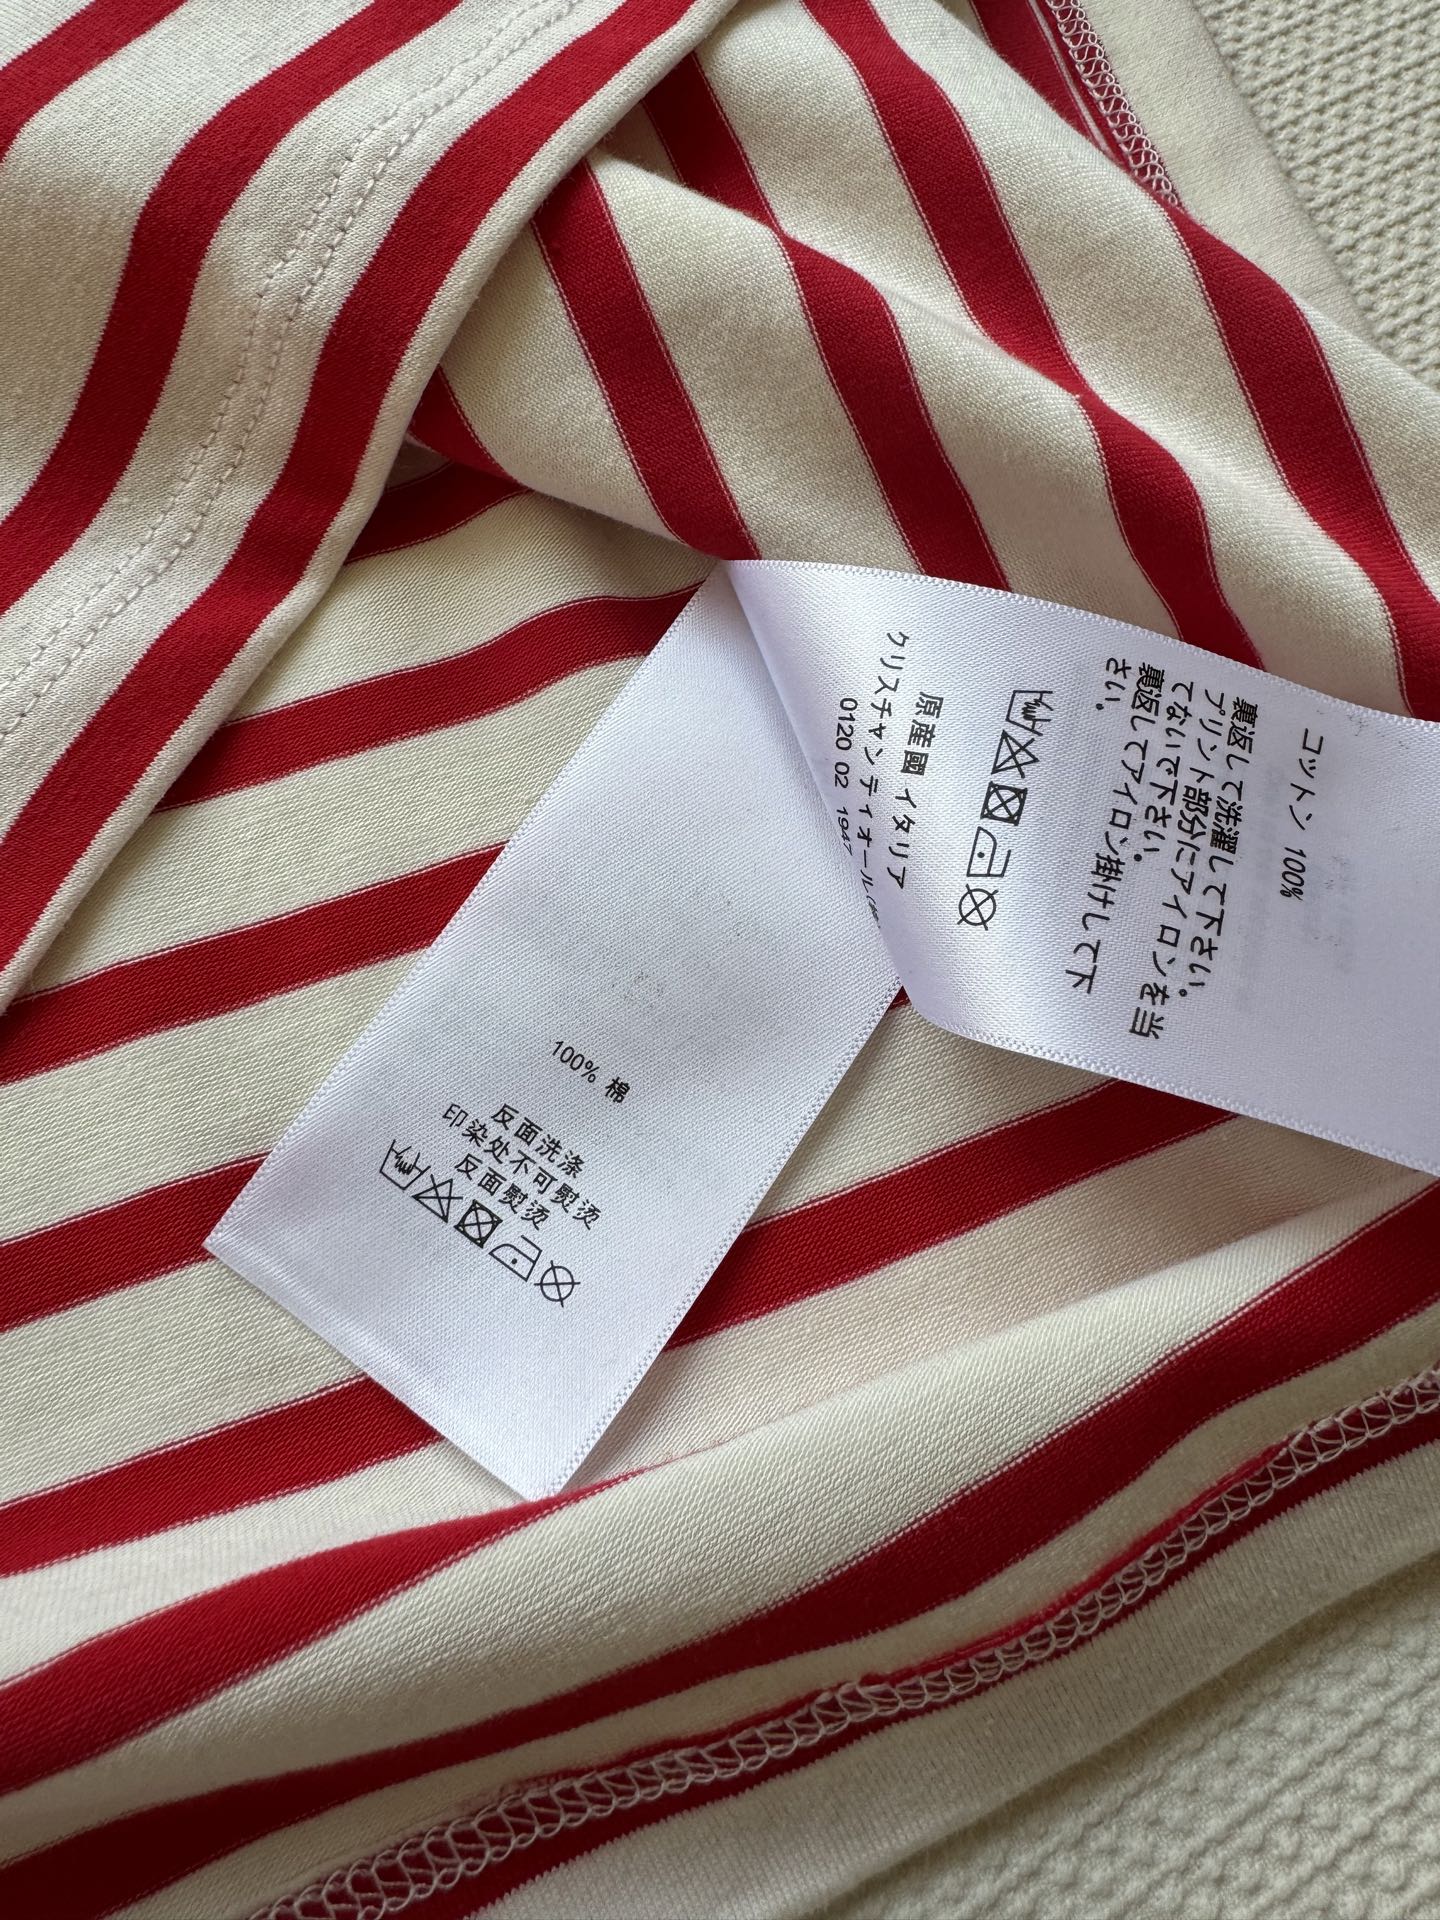 コットン 100%
裏返して洗濯して下さい。
プリント部分にアイロンを当
てないで下さい。
裏返してアイロン掛けして下
さい。
原産國 イタリア
クリスチャン ディオール
0120 02 1947
100% 棉
反面洗涤
印染处不可熨烫
反面熨烫